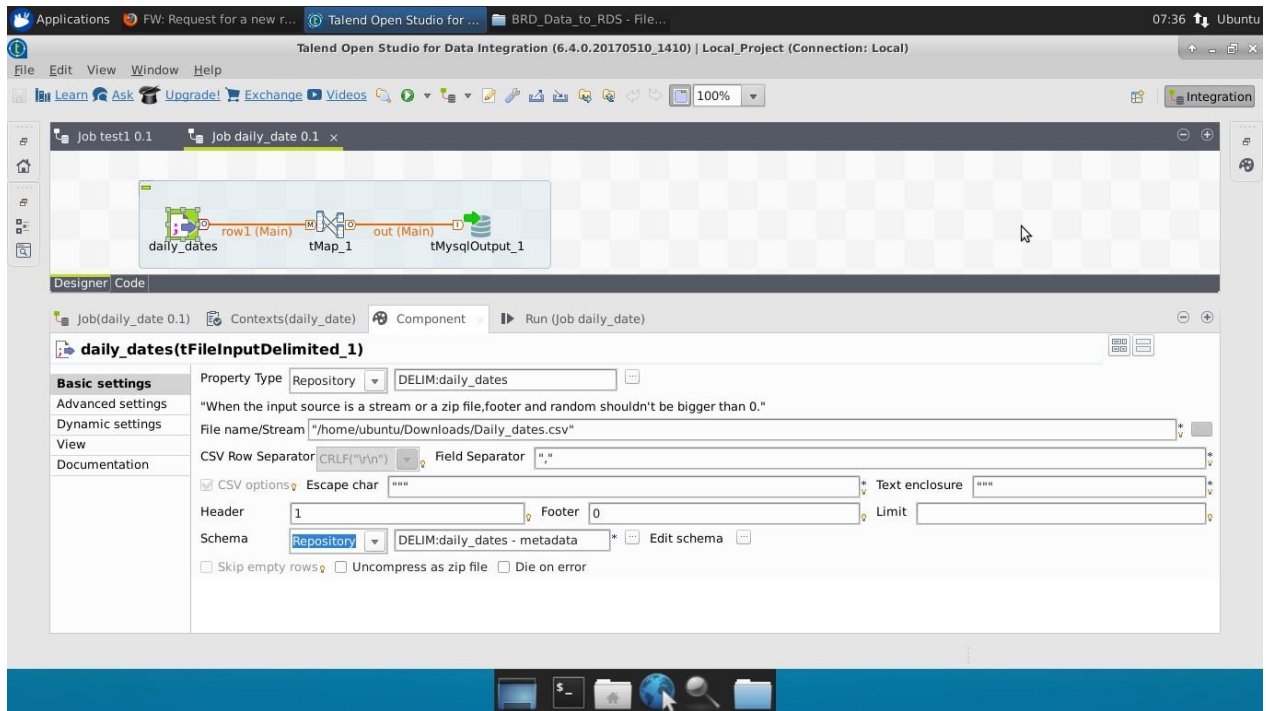 Applications FW: Request for a new r... Talend Open Studio for ... BRD_Data_to_RDS - File... 07:36 Ubuntu
Talend Open Studio for Data Integration (6.4.0.20170510_1410) | Local_Project (Connection: Local)
File Edit View Window Help
Learn Ask Upgrade! Exchange Videos 100% Integration
Job test1 0.1 Job daily_date 0.1
row1 (Main) M O out (Main) I
daily_dates tMap_1 tMysqlOutput_1
Designer Code
Job(daily_date 0.1) Contexts(daily_date) Component Run (Job daily_date)
daily_dates(tFileInputDelimited_1)
Basic settings
Advanced settings
Dynamic settings
View
Documentation
Property Type Repository DELIM:daily_dates
"When the input source is a stream or a zip file,footer and random shouldn't be bigger than 0."
File name/Stream "/home/ubuntu/Downloads/Daily_dates.csv" *
CSV Row Separator CRLF("\r\n") Field Separator "," *
CSV options Escape char """ * Text enclosure """ *
Header 1 Footer 0 Limit
Schema Repository DELIM:daily_dates - metadata * Edit schema
Skip empty rows Uncompress as zip file Die on error
$_